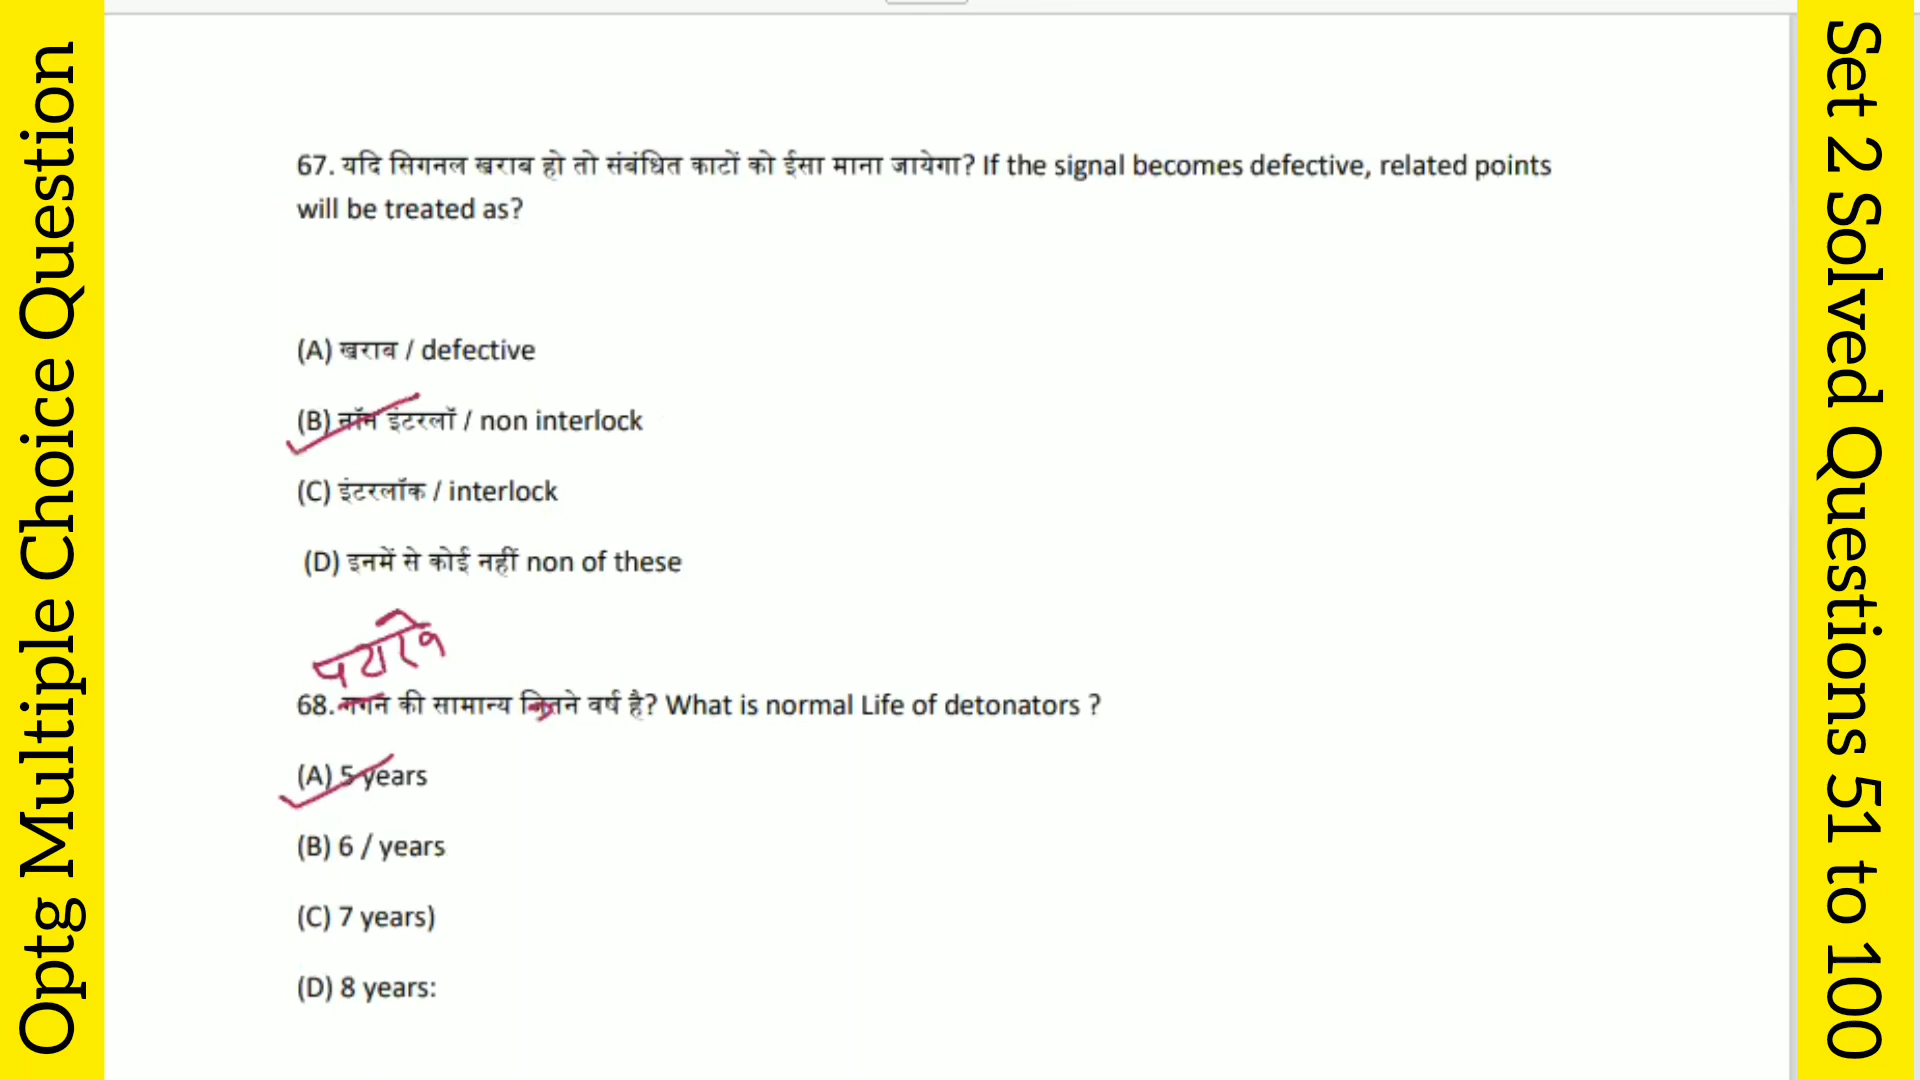 Optg Multiple Choice Question
67. यदि सिगनल खराब हो तो संबंधित काटों को ईसा माना जायेगा? If the signal becomes defective, related points
will be treated as?
(A) खराब / defective
(B) नॉन इंटरलॉ / non interlock
(C) इंटरलॉक / interlock
(D) इनमें से कोई नहीं non of these
68. गगन की सामान्य कितने वर्ष है? What is normal Life of detonators ?
(A) 5 years
(B) 6 / years
(C) 7 years)
(D) 8 years:
Set 2 Solved Questions 51 to 100